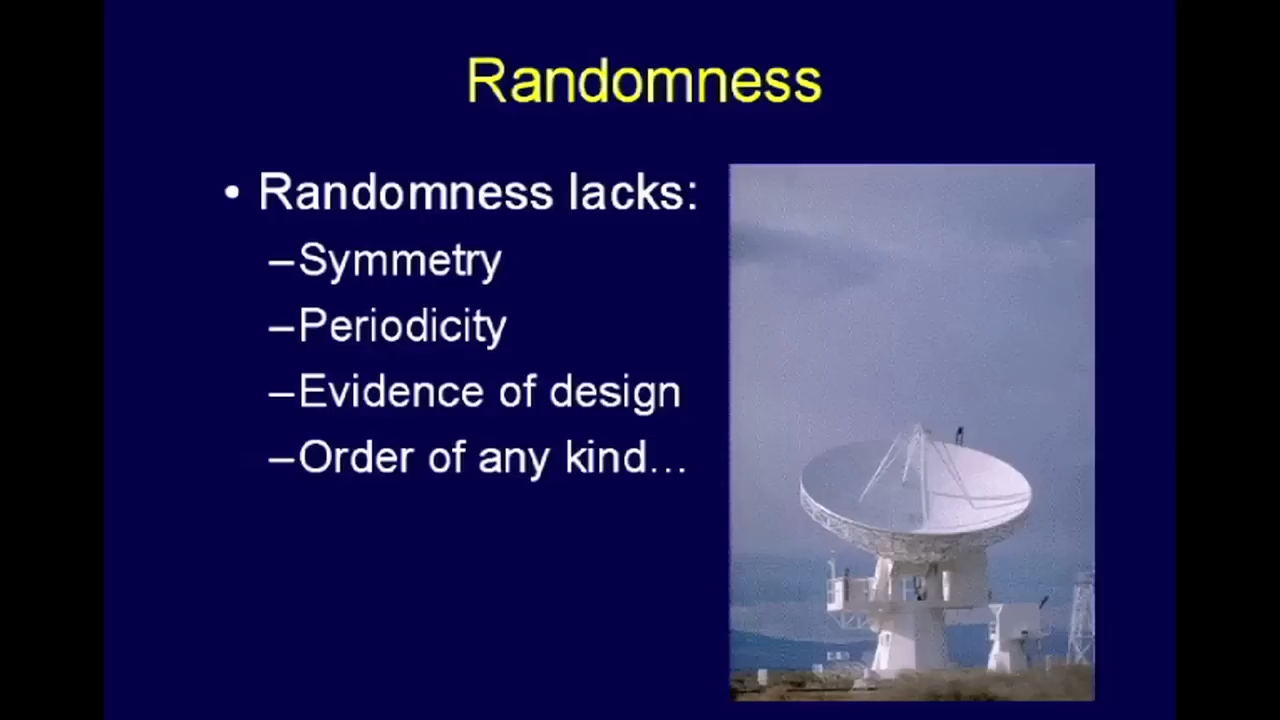 Randomness
• Randomness lacks:
–Symmetry
–Periodicity
–Evidence of design
–Order of any kind…